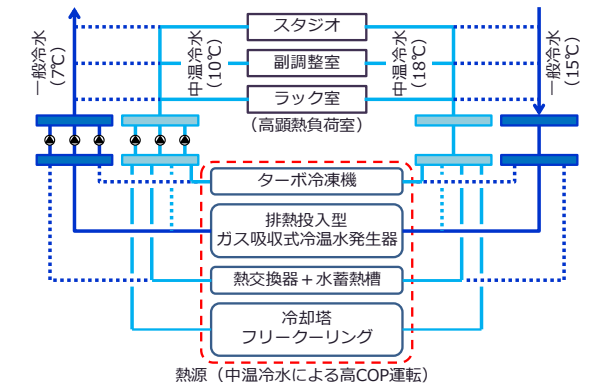 スタジオ
副調整室
ラック室
(高顕熱負荷室)
一般冷水
(7℃)
中温冷水
(10℃)
中温冷水
(18℃)
一般冷水
(15℃)
ターボ冷凍機
排熱投入型
ガス吸収式冷温水発生器
熱交換器+水蓄熱槽
冷却塔
フリークーリング
熱源(中温冷水による高COP運転)